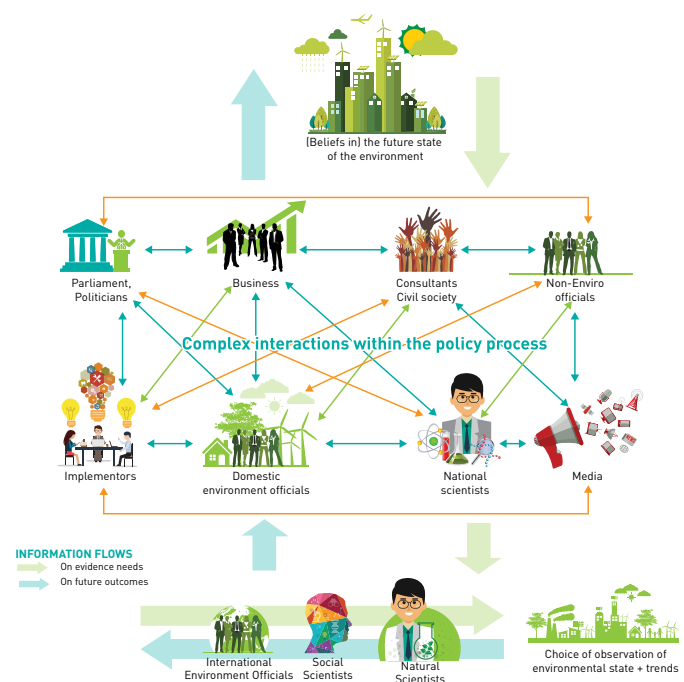 (Beliefs in) the future state
of the environment
Parliament,
Politicians
Business
Consultants
Civil society
Non-Enviro
officials
Complex interactions within the policy process
Implementors
Domestic
environment officials
National
scientists
Media
INFORMATION FLOWS
On evidence needs
On future outcomes
International
Environment Officials
Social
Scientists
Natural
Scientists
Choice of observation of
environmental state + trends